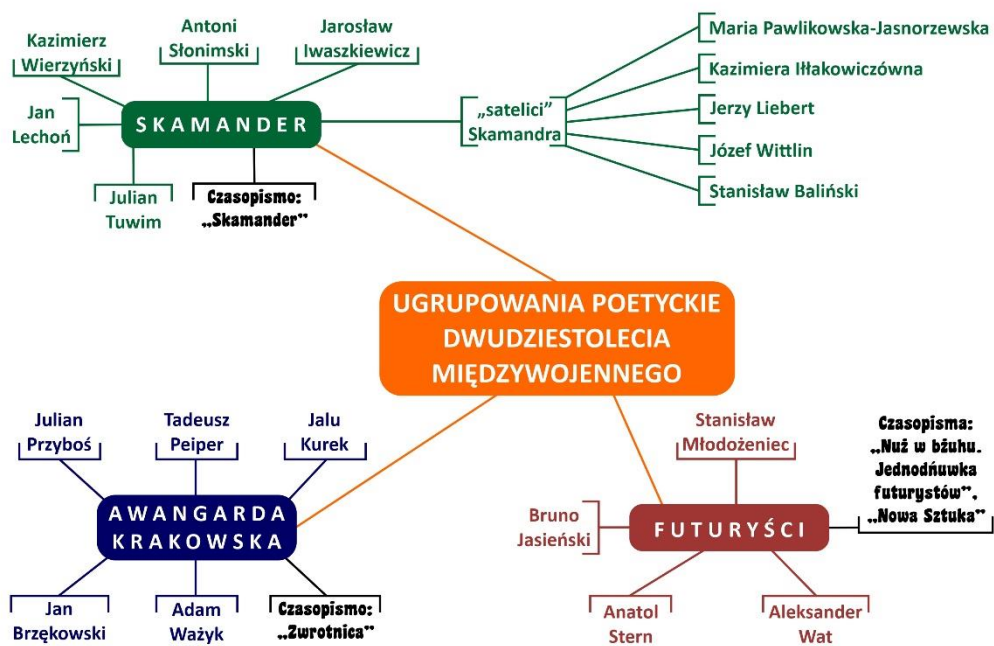 Kazimierz
Wierzyński
Antoni
Słonimski
Jarosław
Iwaszkiewicz
Jan
Lechoń
SKAMANDER
Julian
Tuwim
Czasopismo:
„Skamander”
„satelici”
Skamandra
Maria Pawlikowska-Jasnorzewska
Kazimiera Iłłakowiczówna
Jerzy Liebert
Józef Wittlin
Stanisław Baliński
UGRUPOWANIA POETYCKIE
DWUDZIESTOLECIA
MIĘDZYWOJENNEGO
Julian
Przyboś
Tadeusz
Peiper
Jalu
Kurek
AWANGARDA
KRAKOWSKA
Jan
Brzękowski
Adam
Ważyk
Czasopismo:
„Zwrotnica”
Stanisław
Młodożeniec
Czasopisma:
„Nuż w bżuhu.
Jednodńuwka
futurystów”,
„Nowa Sztuka”
Bruno
Jasieński
FUTURYŚCI
Anatol
Stern
Aleksander
Wat